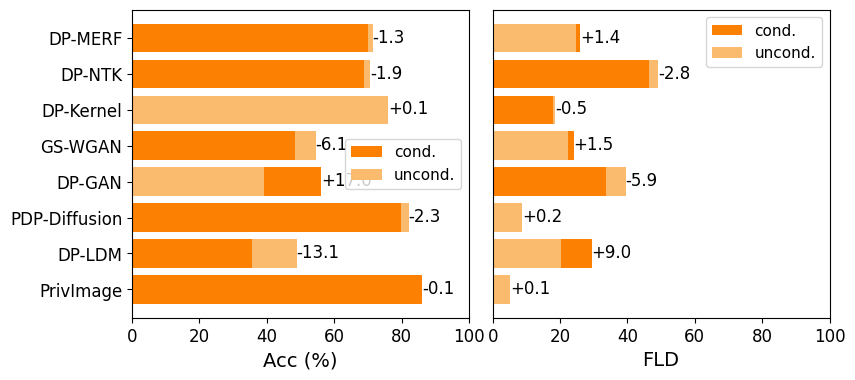 DP-MERF
DP-NTK
DP-Kernel
GS-WGAN
DP-GAN
PDP-Diffusion
DP-LDM
PrivImage
-1.3
-1.9
+0.1
-6.1
+17.0
-2.3
-13.1
-0.1
cond.
uncond.
0 20 40 60 80 100
Acc (%)
cond.
uncond.
+1.4
-2.8
-0.5
+1.5
-5.9
+0.2
+9.0
+0.1
0 20 40 60 80 100
FLD